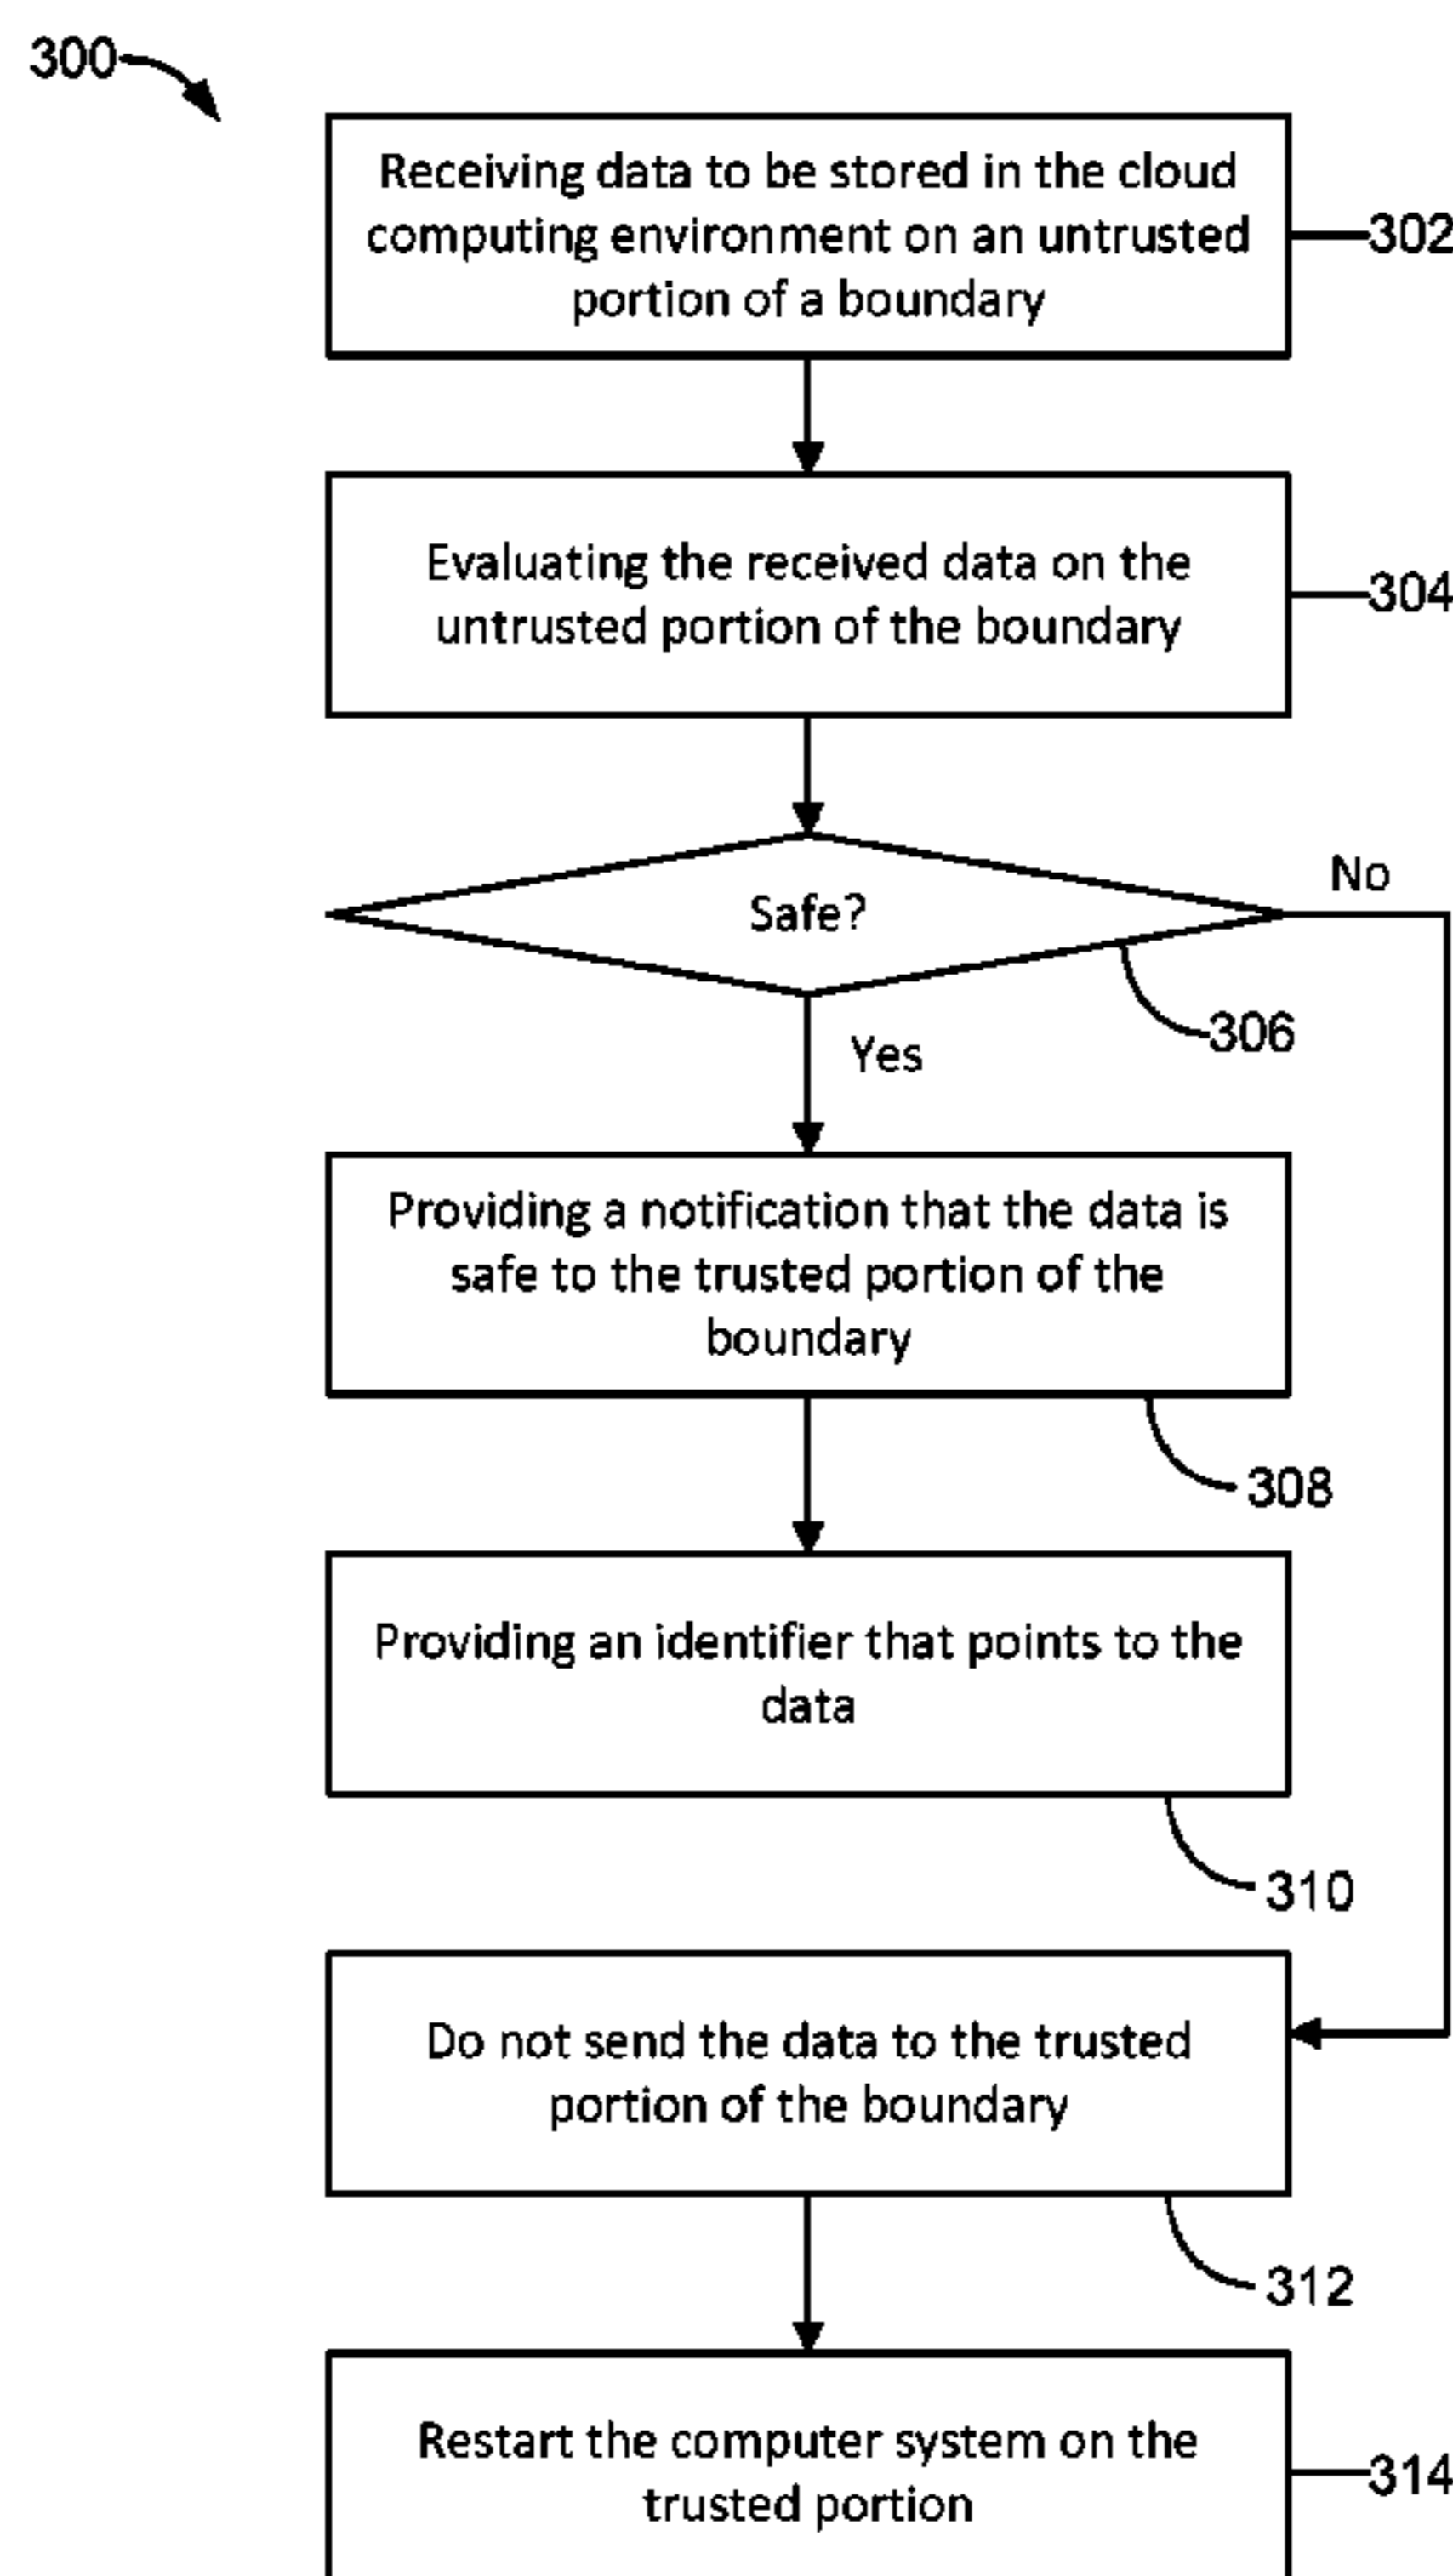 300
Receiving data to be stored in the cloud
computing environment on an untrusted
portion of a boundary
302
Evaluating the received data on the
untrusted portion of the boundary
304
Safe?
No
306
Yes
Providing a notification that the data is
safe to the trusted portion of the
boundary
308
Providing an identifier that points to the
data
310
Do not send the data to the trusted
portion of the boundary
312
Restart the computer system on the
trusted portion
314